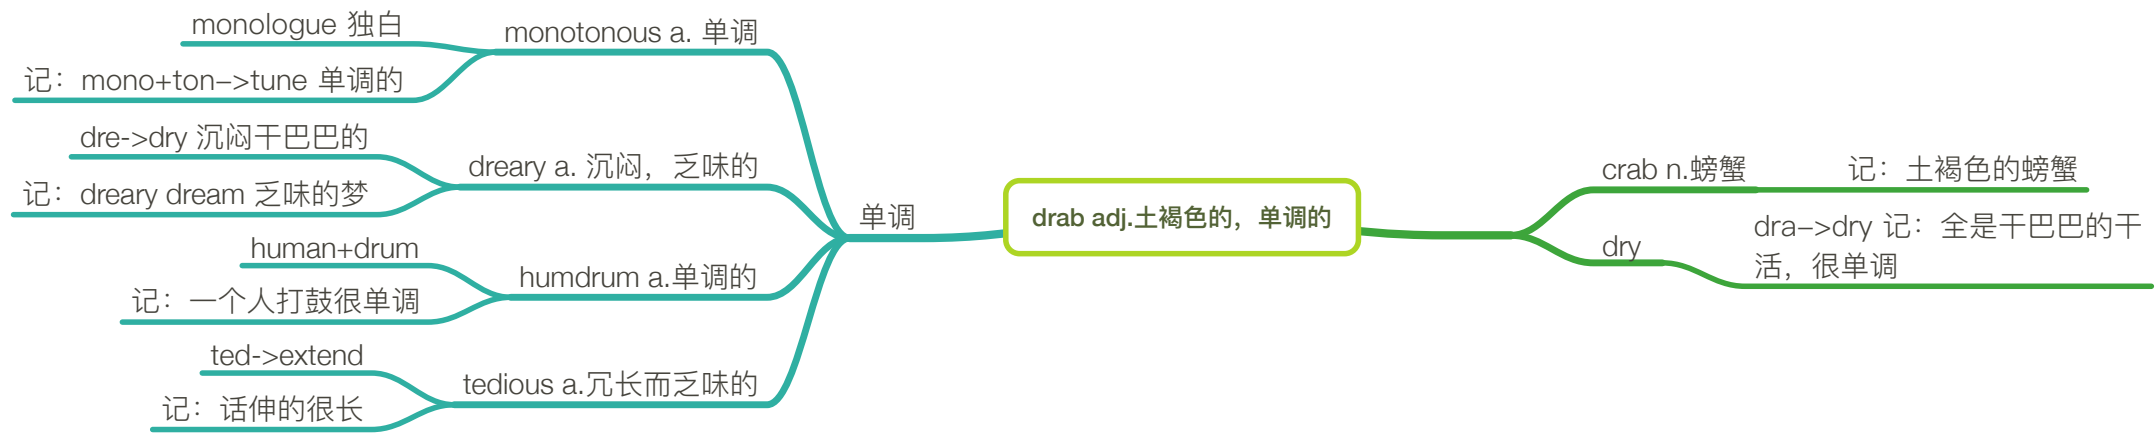 monologue 独白
monotonous a. 单调
记：mono+ton–>tune 单调的
dre->dry 沉闷干巴巴的
dreary a. 沉闷，乏味的
记：dreary dream 乏味的梦
单调
human+drum
humdrum a.单调的
记：一个人打鼓很单调
ted->extend
tedious a.冗长而乏味的
记：话伸的很长
drab adj.土褐色的，单调的
crab n.螃蟹
记：土褐色的螃蟹
dry
dra–>dry 记：全是干巴巴的干
活，很单调